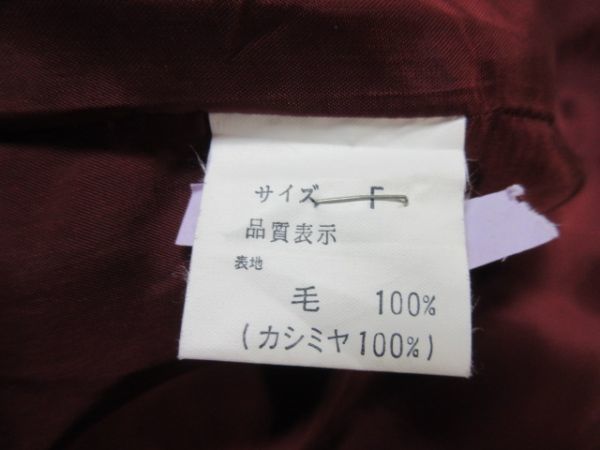 サイズ F
品質表示
表地
毛 100%
(カシミヤ100%)